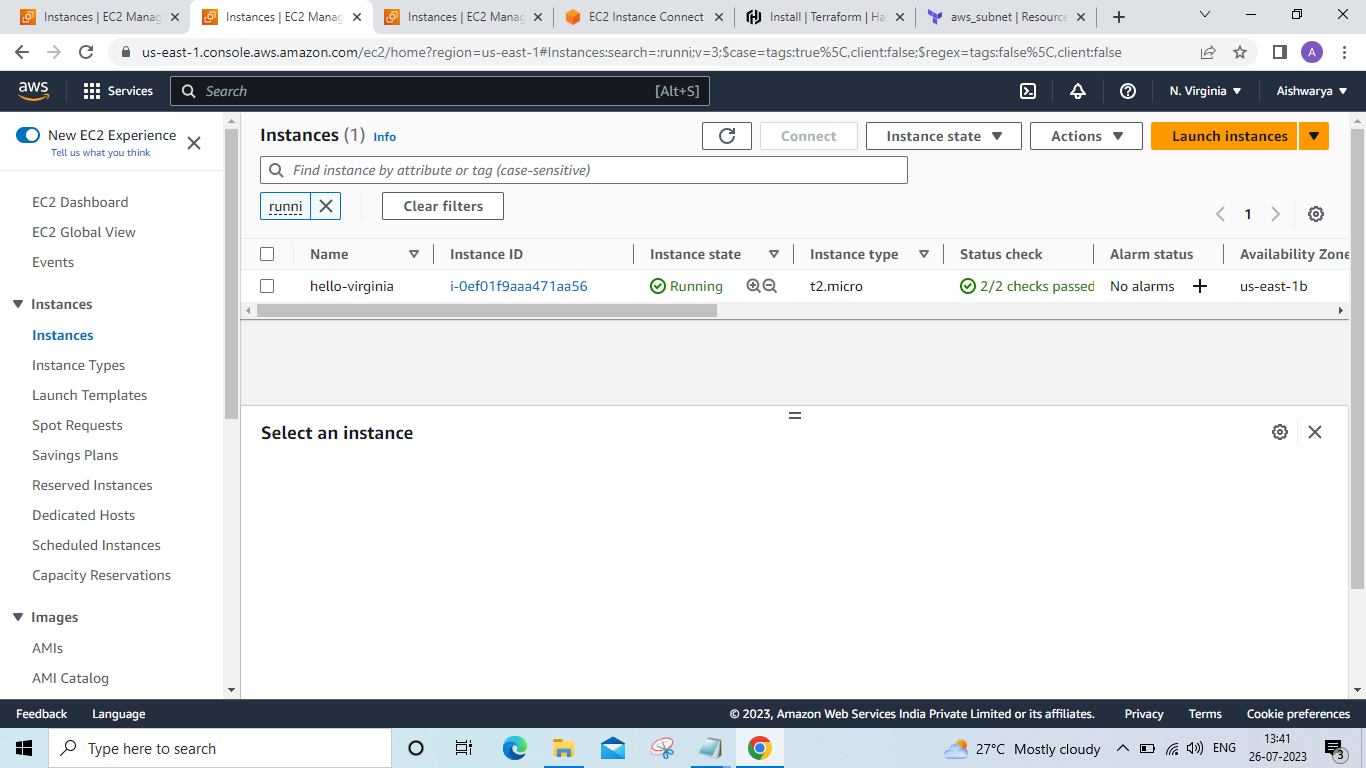 Instances | EC2 Manag
Instances | EC2 Manag
Instances | EC2 Manag
EC2 Instance Connect
Install | Terraform | Ha
aws_subnet | Resource
us-east-1.console.aws.amazon.com/ec2/home?region=us-east-1#Instances:search=:runni;v=3;$case=tags:true%5C,client:false;$regex=tags:false%5C,client:false
A
aws
Services
Search
[Alt+S]
N. Virginia
Aishwarya
New EC2 Experience
Tell us what you think
EC2 Dashboard
EC2 Global View
Events
Instances
Instances
Instance Types
Launch Templates
Spot Requests
Savings Plans
Reserved Instances
Dedicated Hosts
Scheduled Instances
Capacity Reservations
Images
AMIs
AMI Catalog
Instances (1) Info
Connect
Instance state
Actions
Launch instances
Find instance by attribute or tag (case-sensitive)
runni
Clear filters
1
Name Instance ID Instance state Instance type Status check Alarm status Availability Zone
hello-virginia i-0ef01f9aaa471aa56 Running t2.micro 2/2 checks passed No alarms us-east-1b
Select an instance
Feedback Language © 2023, Amazon Web Services India Private Limited or its affiliates. Privacy Terms Cookie preferences
Type here to search
27°C Mostly cloudy
ENG
13:41
26-07-2023
3